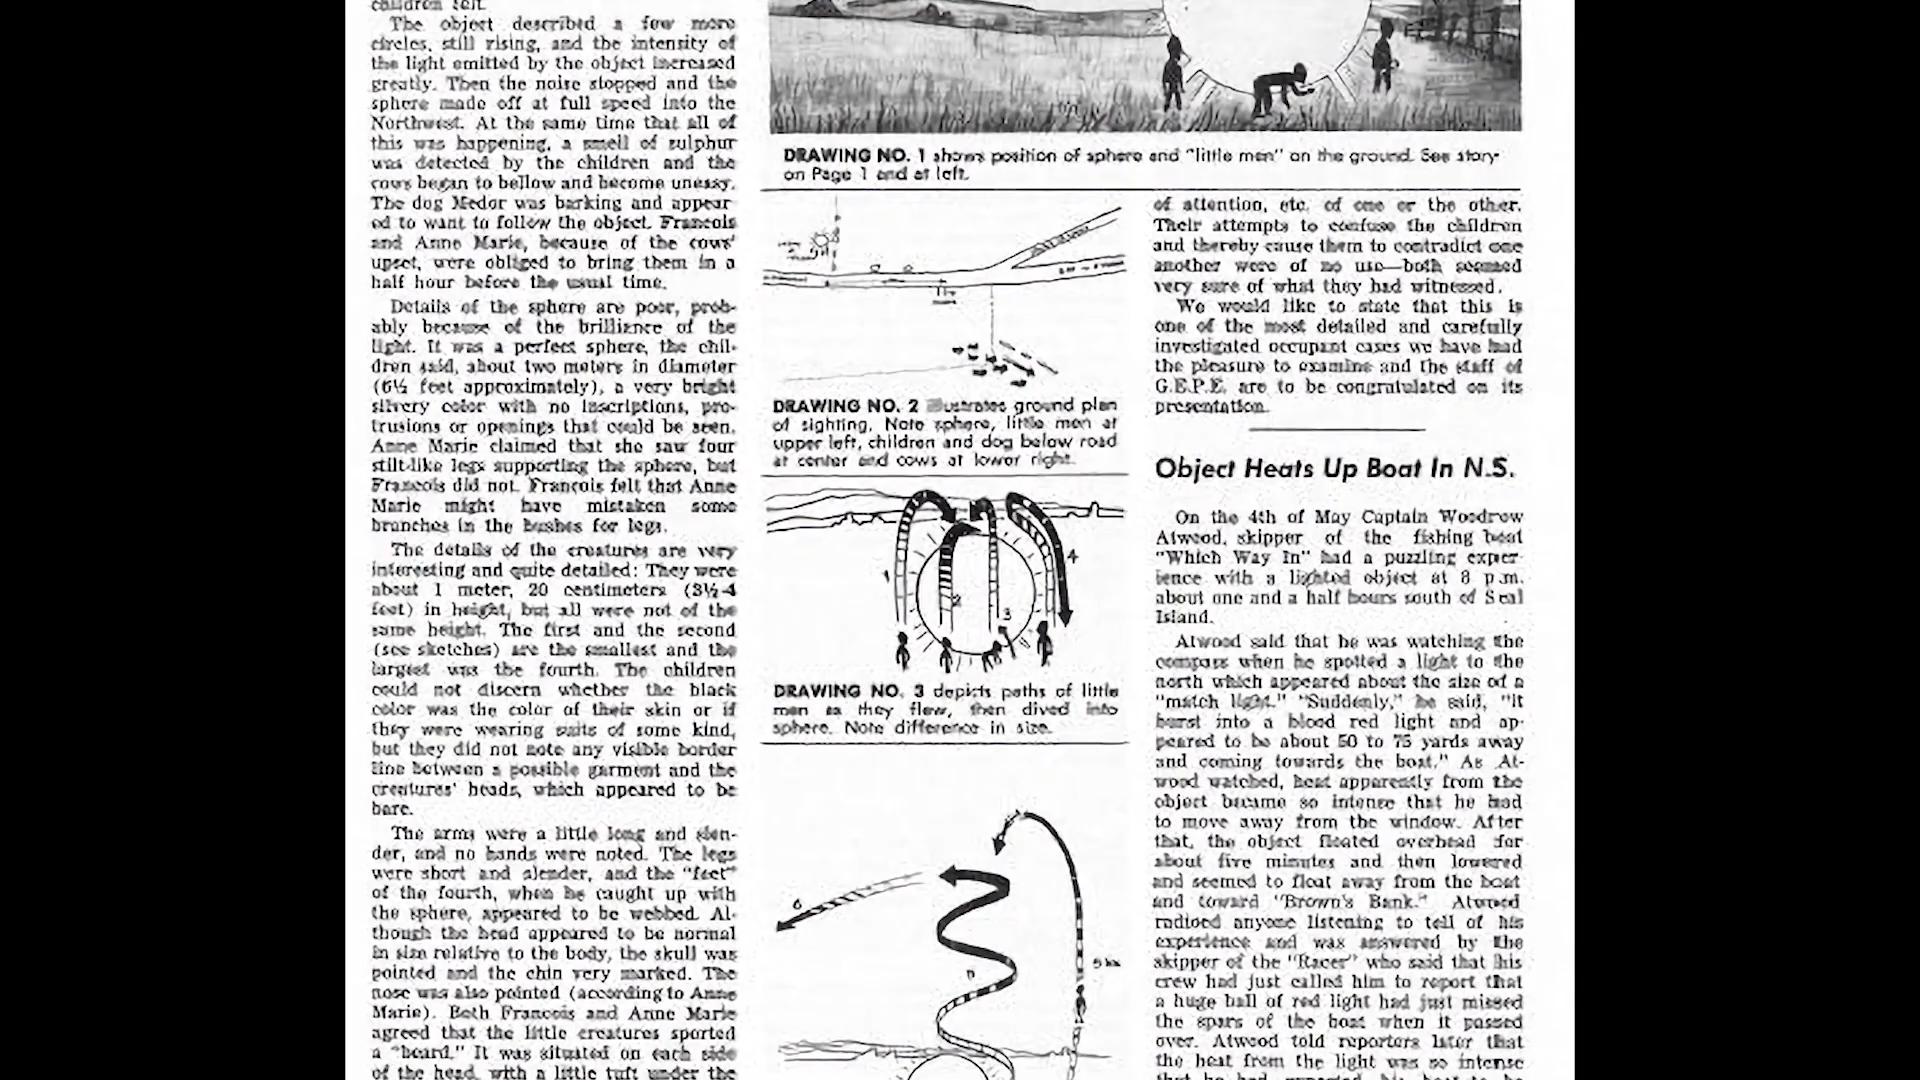 children felt.
The object described a few more
circles, still rising, and the intensity of
the light emitted by the object increased
greatly. Then the noise stopped and the
sphere made off at full speed into the
Northwest. At the same time that all of
this was happening, a smell of sulphur
was detected by the children and the
cows began to bellow and become uneasy.
The dog Medor was barking and appear
ed to want to follow the object. Francois
and Anne Marie, because of the cows'
upset, were obliged to bring them in a
half hour before the usual time.
Details of the sphere are poor, prob-
ably because of the brilliance of the
light. It was a perfect sphere, the chil-
dren said, about two meters in diameter
(6½ feet approximately), a very bright
silvery color with no inscriptions, pro-
trusions or openings that could be seen.
Anne Marie claimed that she saw four
stilt-like legs supporting the sphere, but
Francois did not. Francois felt that Anne
Marie might have mistaken some
branches in the bushes for legs.
The details of the creatures are very
interesting and quite detailed: They were
about 1 meter, 20 centimeters (3½-4
feet) in height, but all were not of the
same height. The first and the second
(see sketches) are the smallest and the
largest was the fourth. The children
could not discern whether the black
color was the color of their skin or if
they were wearing suits of some kind,
but they did not note any visible border
line between a possible garment and the
creatures' heads, which appeared to be
bare.
The arms were a little long and slen-
der, and no hands were noted. The legs
were short and slender, and the "feet"
of the fourth, when he caught up with
the sphere, appeared to be webbed. Al-
though the head appeared to be normal
in size relative to the body, the skull was
pointed and the chin very marked. The
nose was also pointed (according to Anne
Marie). Both Francois and Anne Marie
agreed that the little creatures sported
a "beard." It was situated on each side
of the head, with a little tuft under the
DRAWING NO. 1 shows position of sphere and "little men" on the ground. See story
on Page 1 and at left.
DRAWING NO. 2 illustrates ground plan
of sighting. Note sphere, little men at
upper left, children and dog below road
at center and cows at lower right.
1
2
3
4
DRAWING NO. 3 depicts paths of little
men as they flew, then dived into
sphere. Note difference in size.
6
of attention, etc. of one or the other.
Their attempts to confuse the children
and thereby cause them to contradict one
another were of no use—both seemed
very sure of what they had witnessed.
We would like to state that this is
one of the most detailed and carefully
investigated occupant cases we have had
the pleasure to examine and the staff of
G.E.P.E. are to be congratulated on its
presentation.
Object Heats Up Boat In N.S.
On the 4th of May Captain Woodrow
Atwood, skipper of the fishing boat
"Which Way In" had a puzzling exper-
ience with a lighted object at 8 p.m.
about one and a half hours south of Seal
Island.
Atwood said that he was watching the
compass when he spotted a light to the
north which appeared about the size of a
"match light." "Suddenly," he said, "it
burst into a blood red light and ap-
peared to be about 50 to 75 yards away
and coming towards the boat." As At-
wood watched, heat apparently from the
object became so intense that he had
to move away from the window. After
that, the object floated overhead for
about five minutes and then lowered
and seemed to float away from the boat
and toward "Brown's Bank." Atwood
radioed anyone listening to tell of his
experience and was answered by the
skipper of the "Racer" who said that his
crew had just called him to report that
a huge ball of red light had just missed
the spars of the boat when it passed
over. Atwood told reporters later that
the heat from the light was so intense